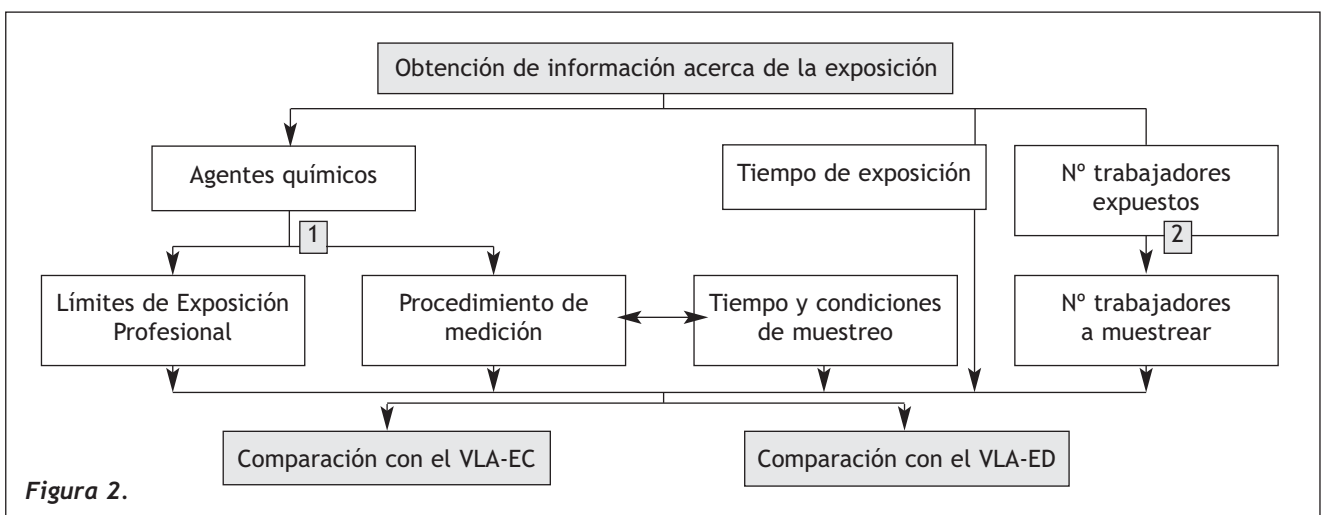 Obtención de información acerca de la exposición
Agentes químicos
Tiempo de exposición
Nº trabajadores
expuestos
1
2
Límites de Exposición
Profesional
Procedimiento de
medición
Tiempo y condiciones
de muestreo
Nº trabajadores
a muestrear
Comparación con el VLA-EC
Comparación con el VLA-ED
Figura 2.